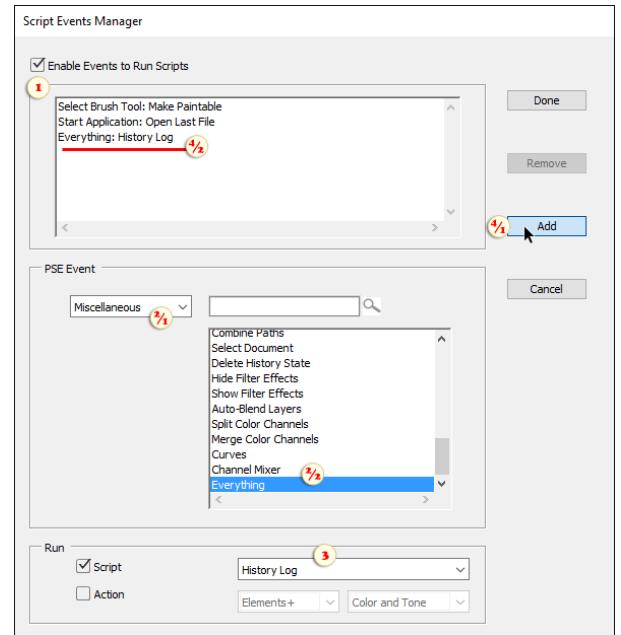 Script Events Manager
Enable Events to Run Scripts
1
Select Brush Tool: Make Paintable
Start Application: Open Last File
Everything: History Log
4/2
Done
Remove
4/1
Add
Cancel
PSE Event
Miscellaneous
2/1
Combine Paths
Select Document
Delete History State
Hide Filter Effects
Show Filter Effects
Auto-Blend Layers
Split Color Channels
Merge Color Channels
Curves
Channel Mixer
2/2
Everything
Run
3
Script
History Log
Action
Elements+
Color and Tone